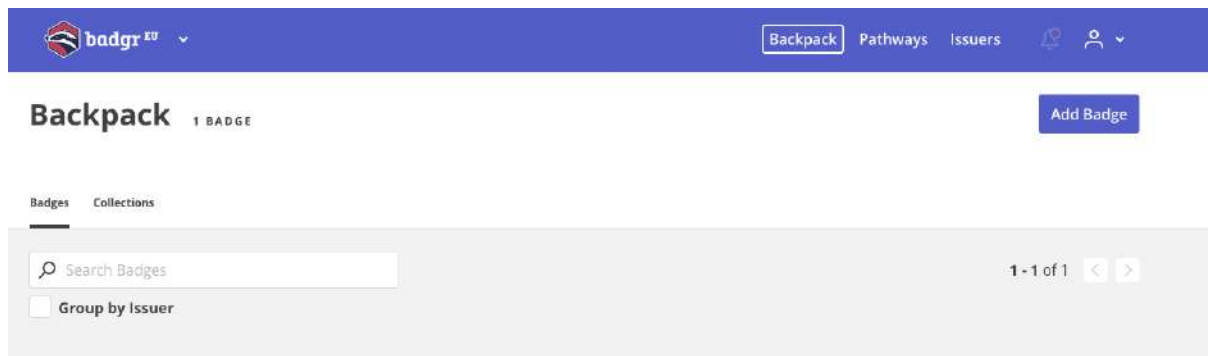 badgr EU
Backpack Pathways Issuers
Backpack 1 BADGE
Add Badge
Badges Collections
Search Badges
1 - 1 of 1
Group by Issuer